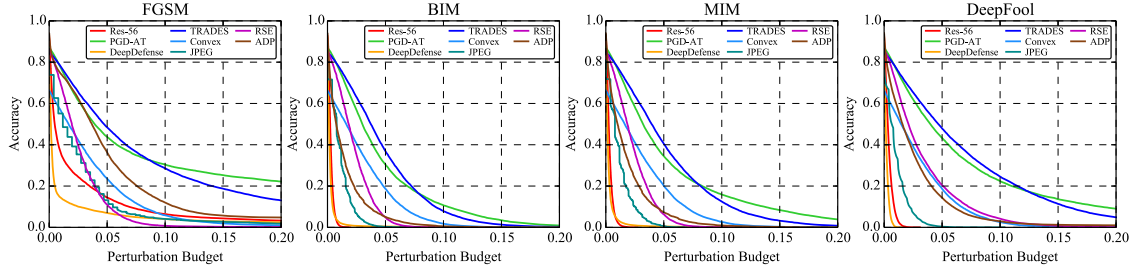 FGSM
1.0
0.8
0.6
0.4
0.2
0.0
0.00 0.05 0.10 0.15 0.20
Accuracy
Perturbation Budget
Res-56 TRADES RSE
PGD-AT Convex ADP
DeepDefense JPEG
BIM
1.0
0.8
0.6
0.4
0.2
0.0
0.00 0.05 0.10 0.15 0.20
Accuracy
Perturbation Budget
Res-56 TRADES RSE
PGD-AT Convex ADP
DeepDefense JPEG
MIM
1.0
0.8
0.6
0.4
0.2
0.0
0.00 0.05 0.10 0.15 0.20
Accuracy
Perturbation Budget
Res-56 TRADES RSE
PGD-AT Convex ADP
DeepDefense JPEG
DeepFool
1.0
0.8
0.6
0.4
0.2
0.0
0.00 0.05 0.10 0.15 0.20
Accuracy
Perturbation Budget
Res-56 TRADES RSE
PGD-AT Convex ADP
DeepDefense JPEG